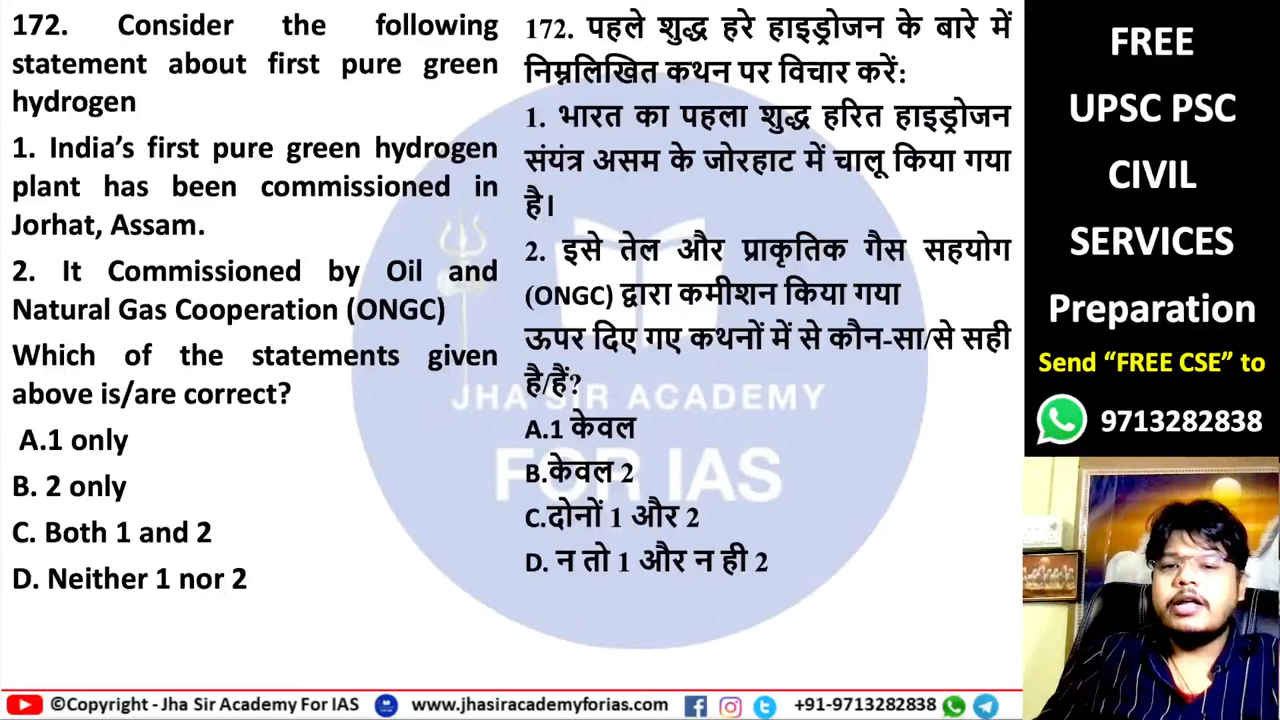 172. Consider the following
statement about first pure green
hydrogen
1. India’s first pure green hydrogen
plant has been commissioned in
Jorhat, Assam.
2. It Commissioned by Oil and
Natural Gas Cooperation (ONGC)
Which of the statements given
above is/are correct?
A.1 only
B. 2 only
C. Both 1 and 2
D. Neither 1 nor 2
172. पहले शुद्ध हरे हाइड्रोजन के बारे में
निम्नलिखित कथन पर विचार करें:
1. भारत का पहला शुद्ध हरित हाइड्रोजन
संयंत्र असम के जोरहाट में चालू किया गया
है।
2. इसे तेल और प्राकृतिक गैस सहयोग
(ONGC) द्वारा कमीशन किया गया
ऊपर दिए गए कथनों में से कौन-सा/से सही
है/हैं?
A.1 केवल
B.केवल 2
C.दोनों 1 और 2
D. न तो 1 और न ही 2
JHA SIR ACADEMY
FOR IAS
FREE
UPSC PSC
CIVIL
SERVICES
Preparation
Send “FREE CSE” to
9713282838
©Copyright - Jha Sir Academy For IAS
www.jhasiracademyforias.com
+91-9713282838